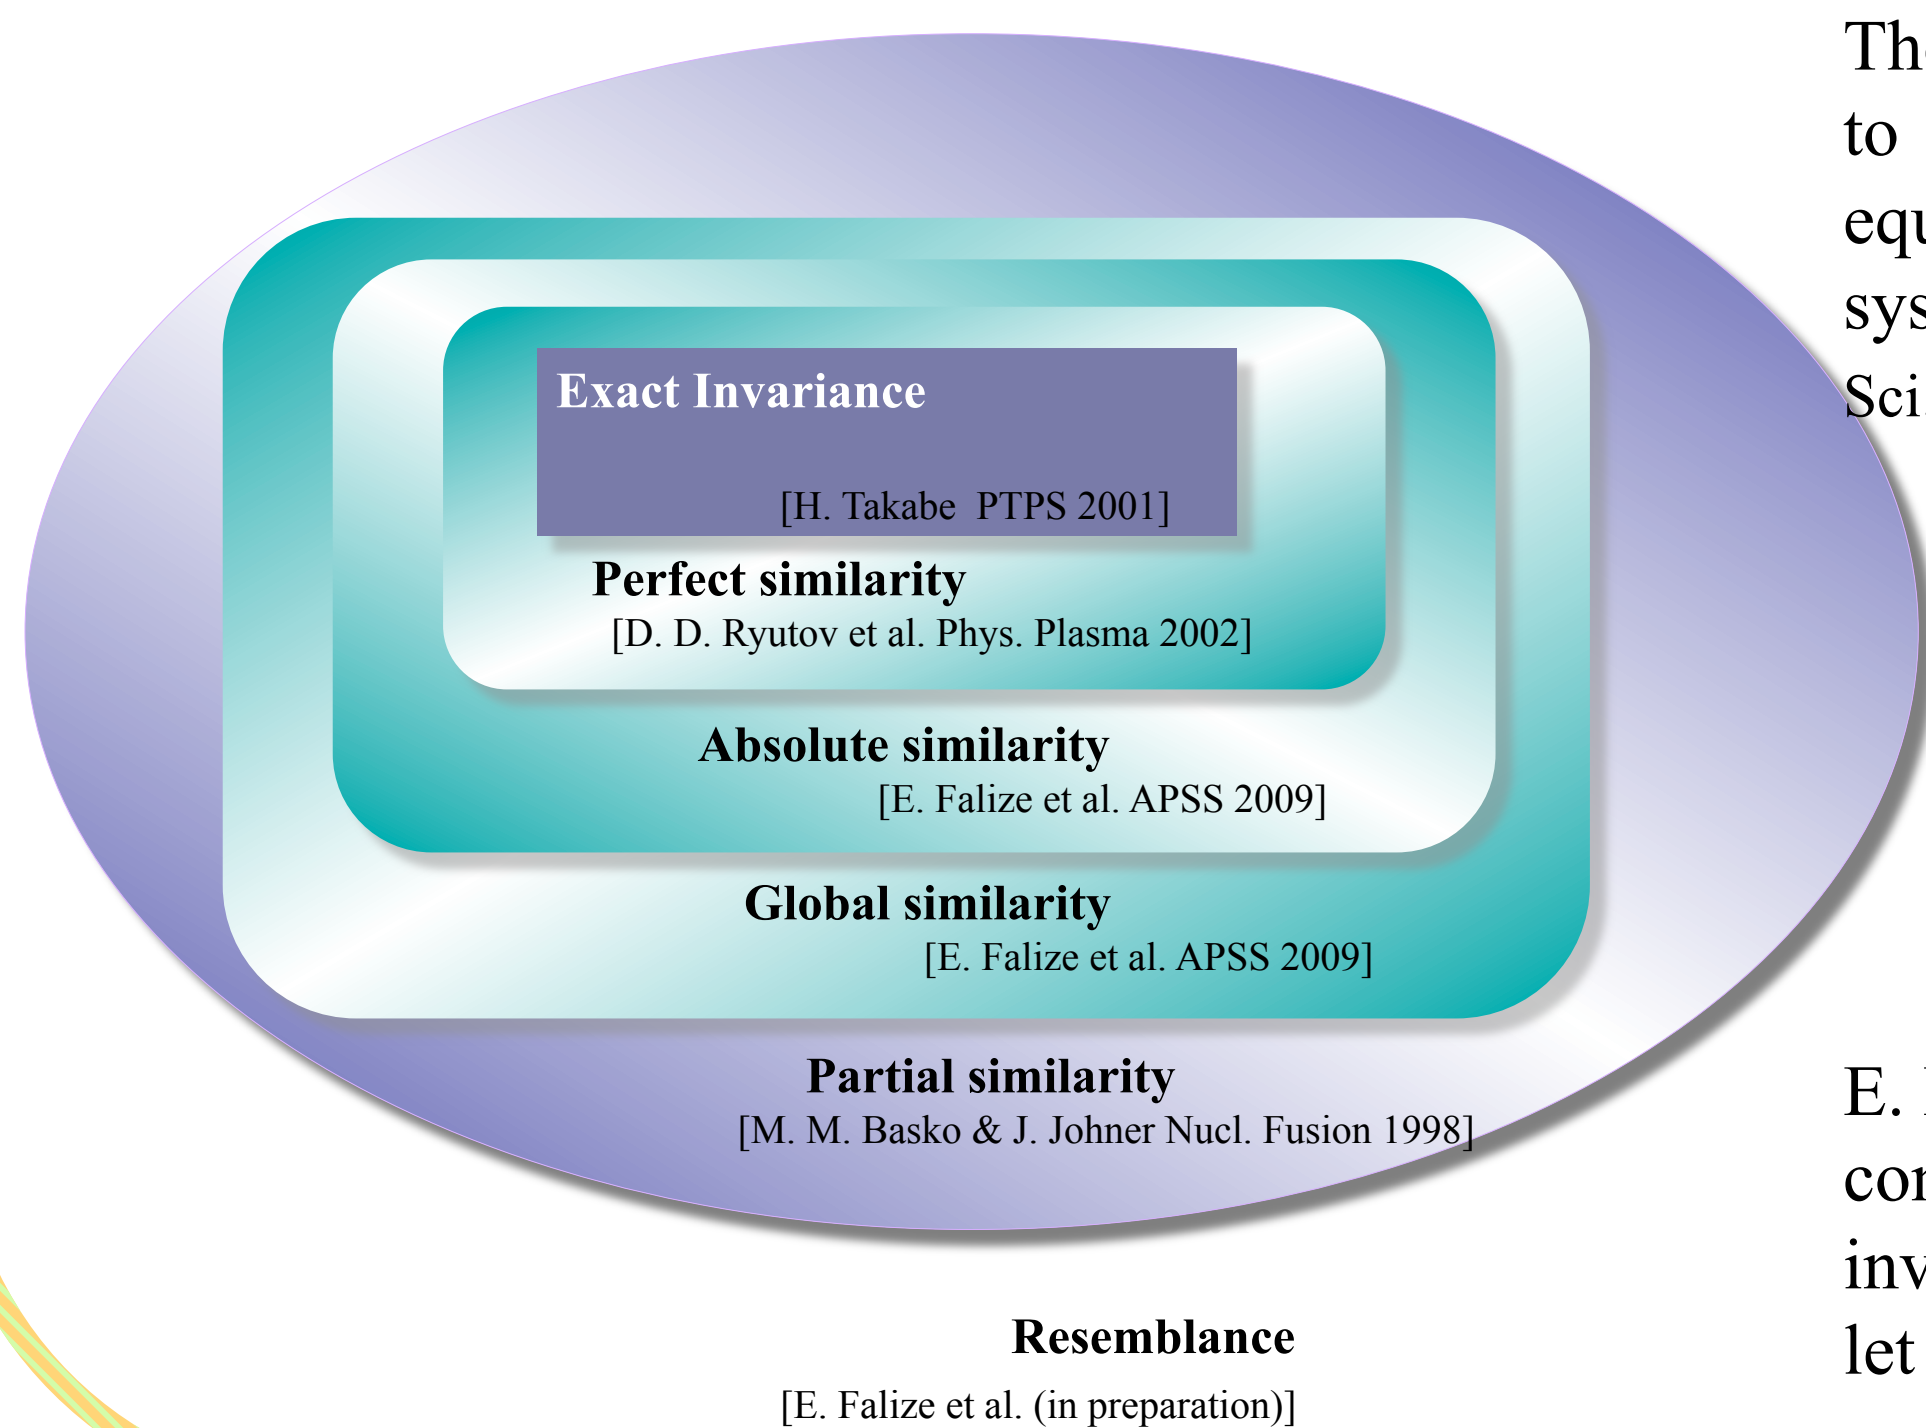 Exact Invariance
[H. Takabe  PTPS 2001]
Perfect similarity
[D. D. Ryutov et al. Phys. Plasma 2002]
Absolute similarity
[E. Falize et al. APSS 2009]
Global similarity
[E. Falize et al. APSS 2009]
Partial similarity
[M. M. Basko & J. Johner Nucl. Fusion 1998]
Resemblance
[E. Falize et al. (in preparation)]
to
Sci.
E.
let